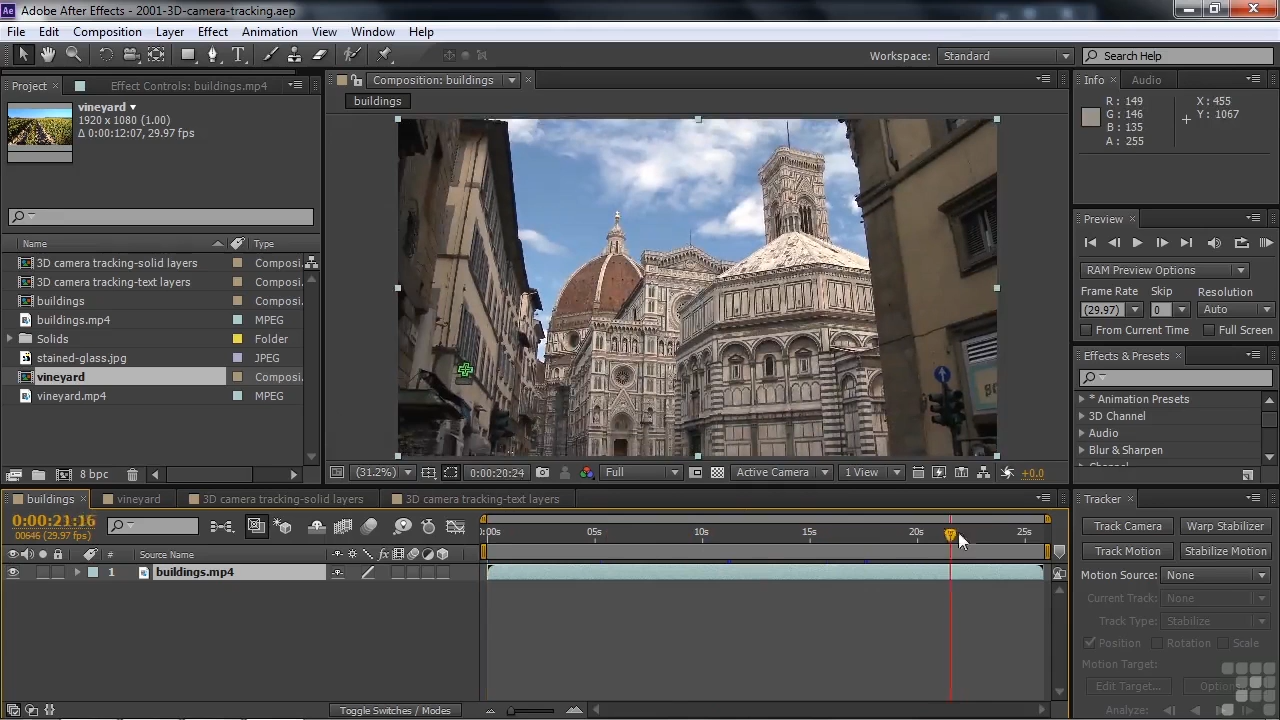 Adobe After Effects - 2001-3D-camera-tracking.aep
File Edit Composition Layer Effect Animation View Window Help
Workspace: Standard Search Help
Project Effect Controls: buildings.mp4
Composition: buildings
Info Audio
vineyard
1920 x 1080 (1.00)
Δ 0:00:12:07, 29.97 fps
buildings
R : 149
G : 146
B : 135
A : 255
X : 455
Y : 1067
Preview
Name Type
3D camera tracking-solid layers Composi.
3D camera tracking-text layers Composi.
buildings Composi.
buildings.mp4 MPEG
Solids Folder
stained-glass.jpg JPEG
vineyard Composi.
vineyard.mp4 MPEG
RAM Preview Options
Frame Rate Skip Resolution
(29.97) 0 Auto
From Current Time Full Screen
Effects & Presets
* Animation Presets
3D Channel
Audio
Blur & Sharpen
8 bpc
(31.2%) 0:00:20:24 Full Active Camera 1 View +0.0
buildings vineyard 3D camera tracking-solid layers 3D camera tracking-text layers
Tracker
0:00:21:16
00646 (29.97 fps)
05s 10s 15s 20s 25s
# Source Name
1 buildings.mp4
Track Camera Warp Stabilizer
Track Motion Stabilize Motion
Motion Source: None
Current Track: None
Track Type: Stabilize
Position Rotation Scale
Motion Target:
Edit Target...
Analyze:
Toggle Switches / Modes